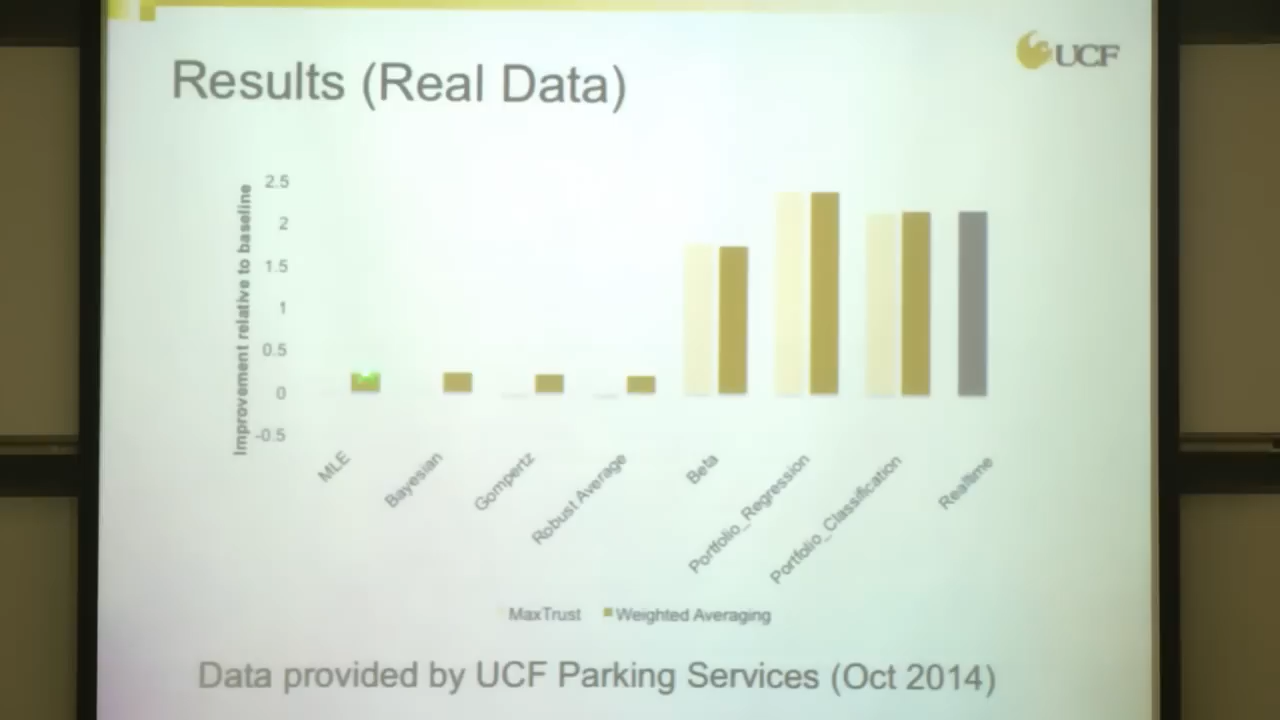 UCF
Results (Real Data)
Improvement relative to baseline
2.5
2
1.5
1
0.5
0
-0.5
MLE
Bayesian
Gompertz
Robust Average
Beta
Portfolio_Regression
Portfolio_Classification
Realtime
MaxTrust
Weighted Averaging
Data provided by UCF Parking Services (Oct 2014)